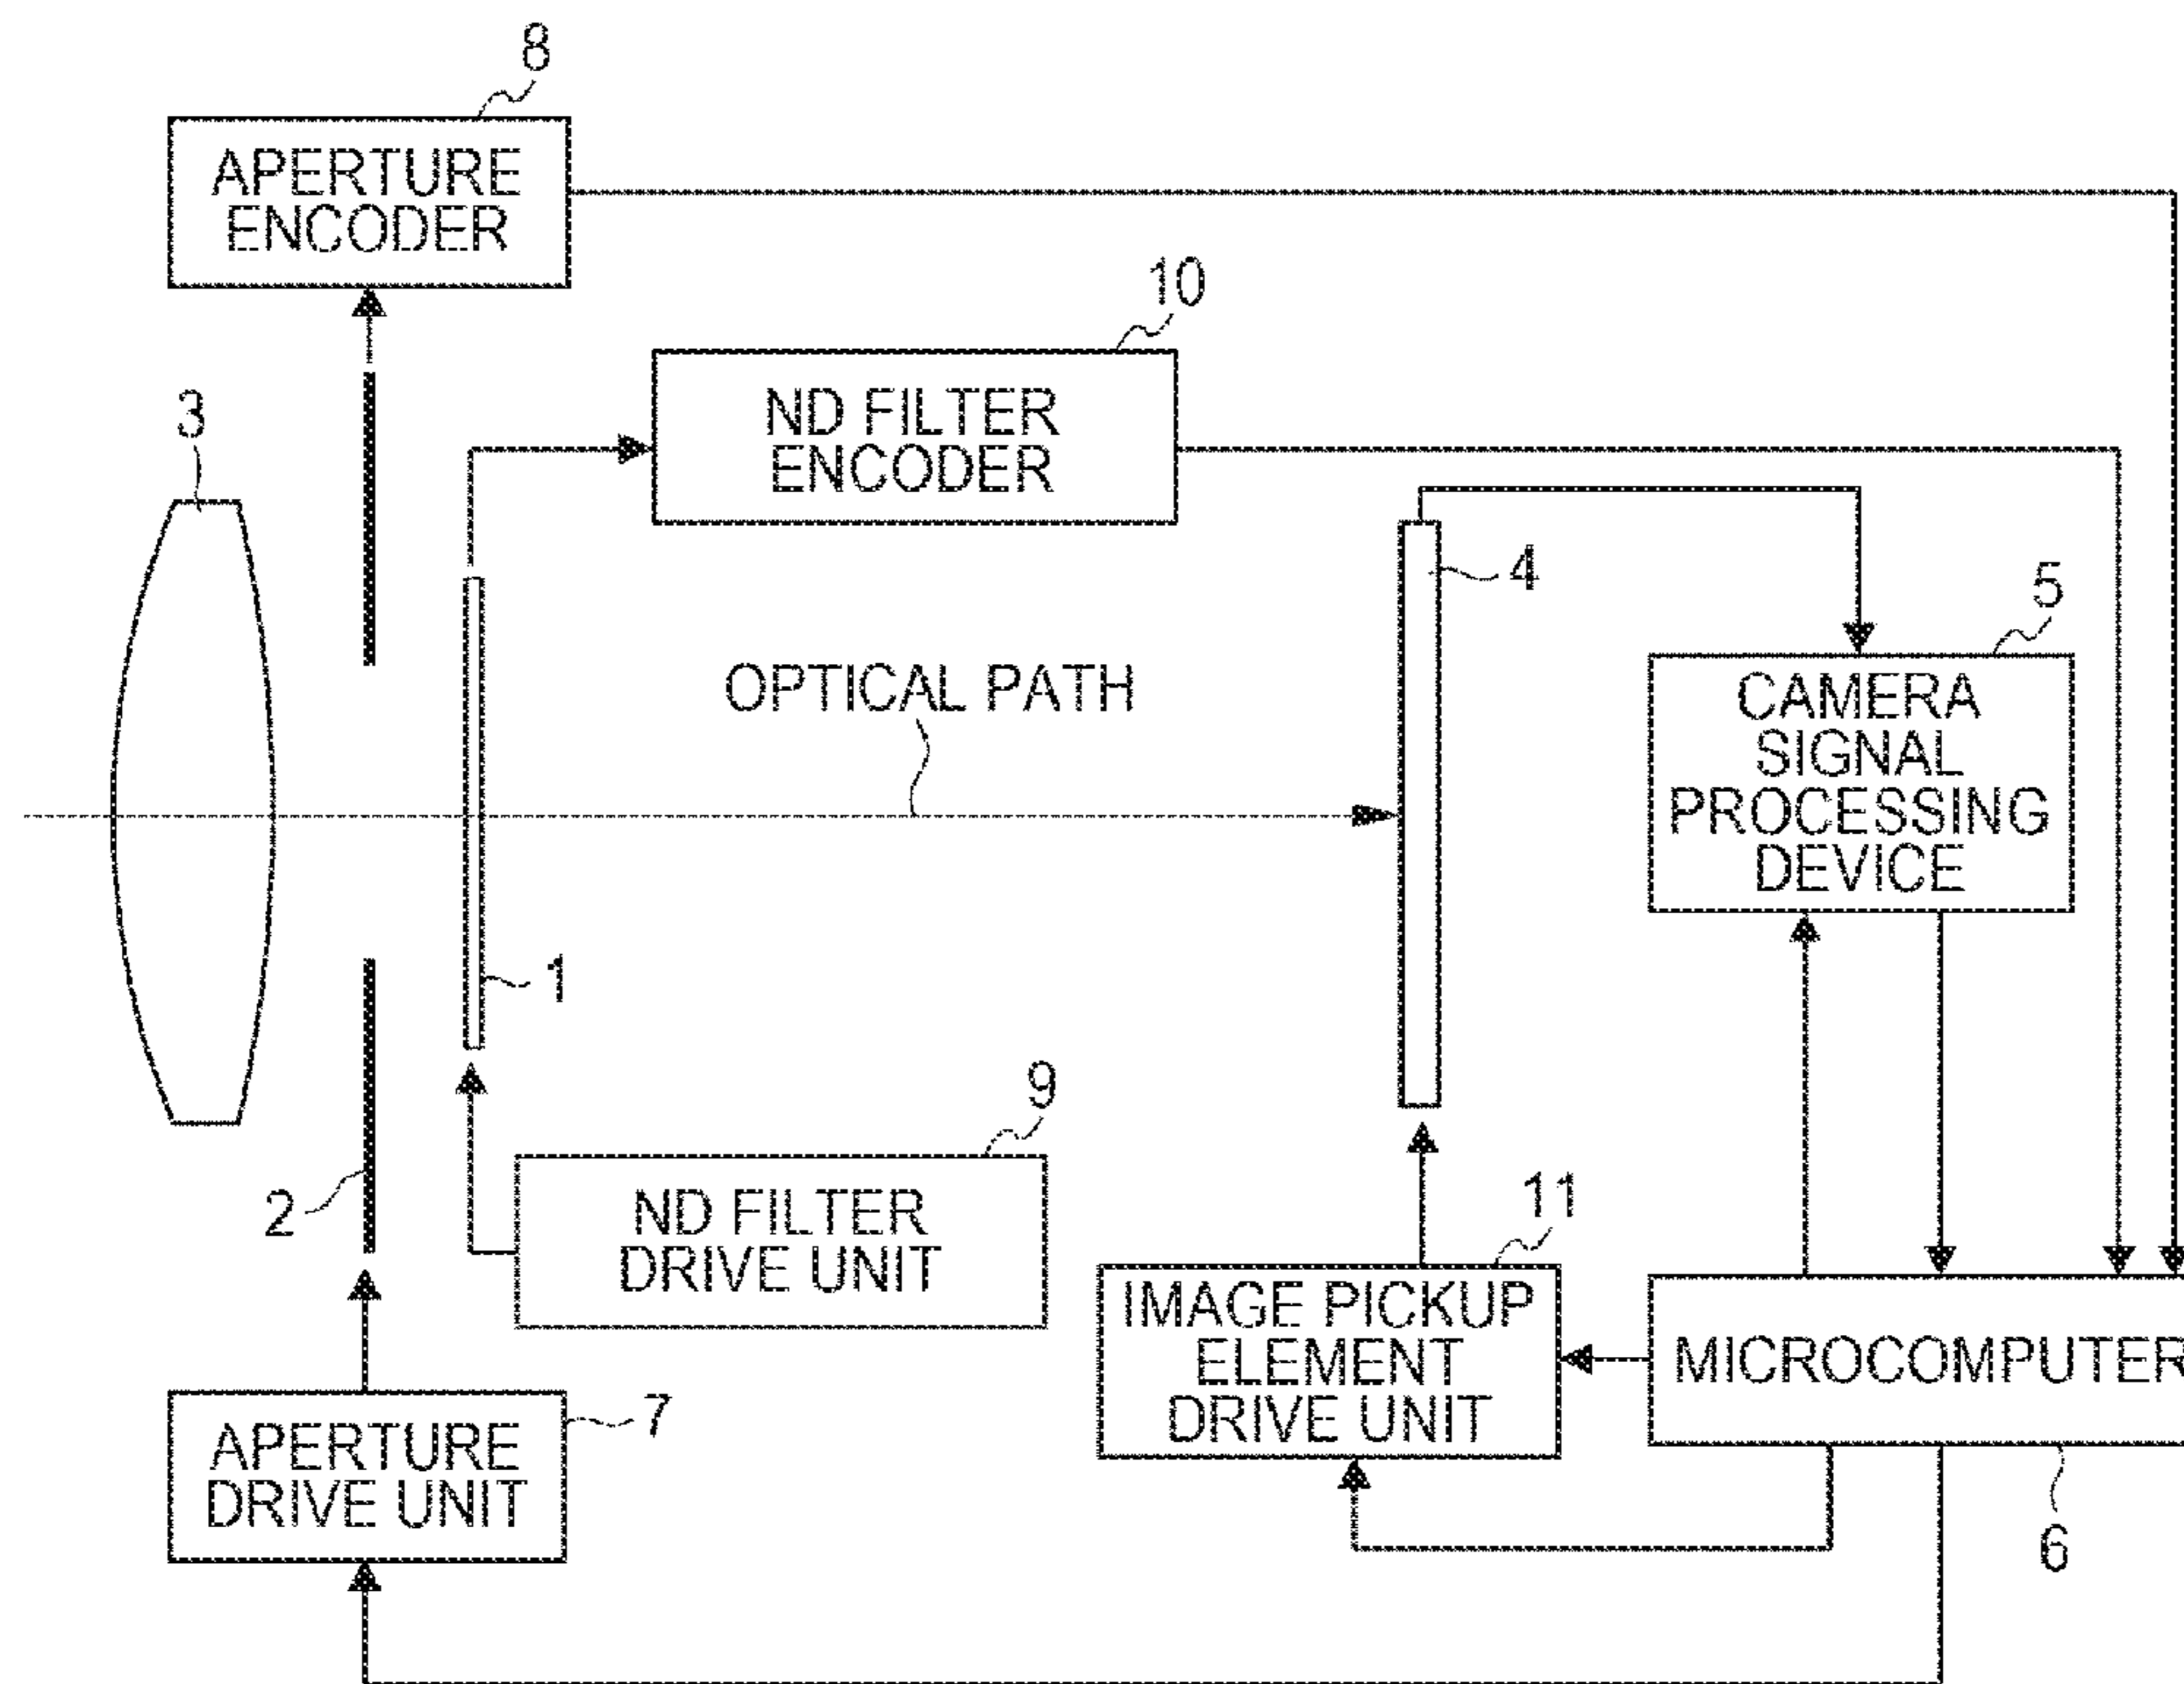 8
APERTURE
ENCODER
10
ND FILTER
ENCODER
3
4
5
OPTICAL PATH
CAMERA
SIGNAL
PROCESSING
DEVICE
1
2
9
ND FILTER
DRIVE UNIT
11
IMAGE PICKUP
ELEMENT
DRIVE UNIT
MICROCOMPUTER
7
APERTURE
DRIVE UNIT
6